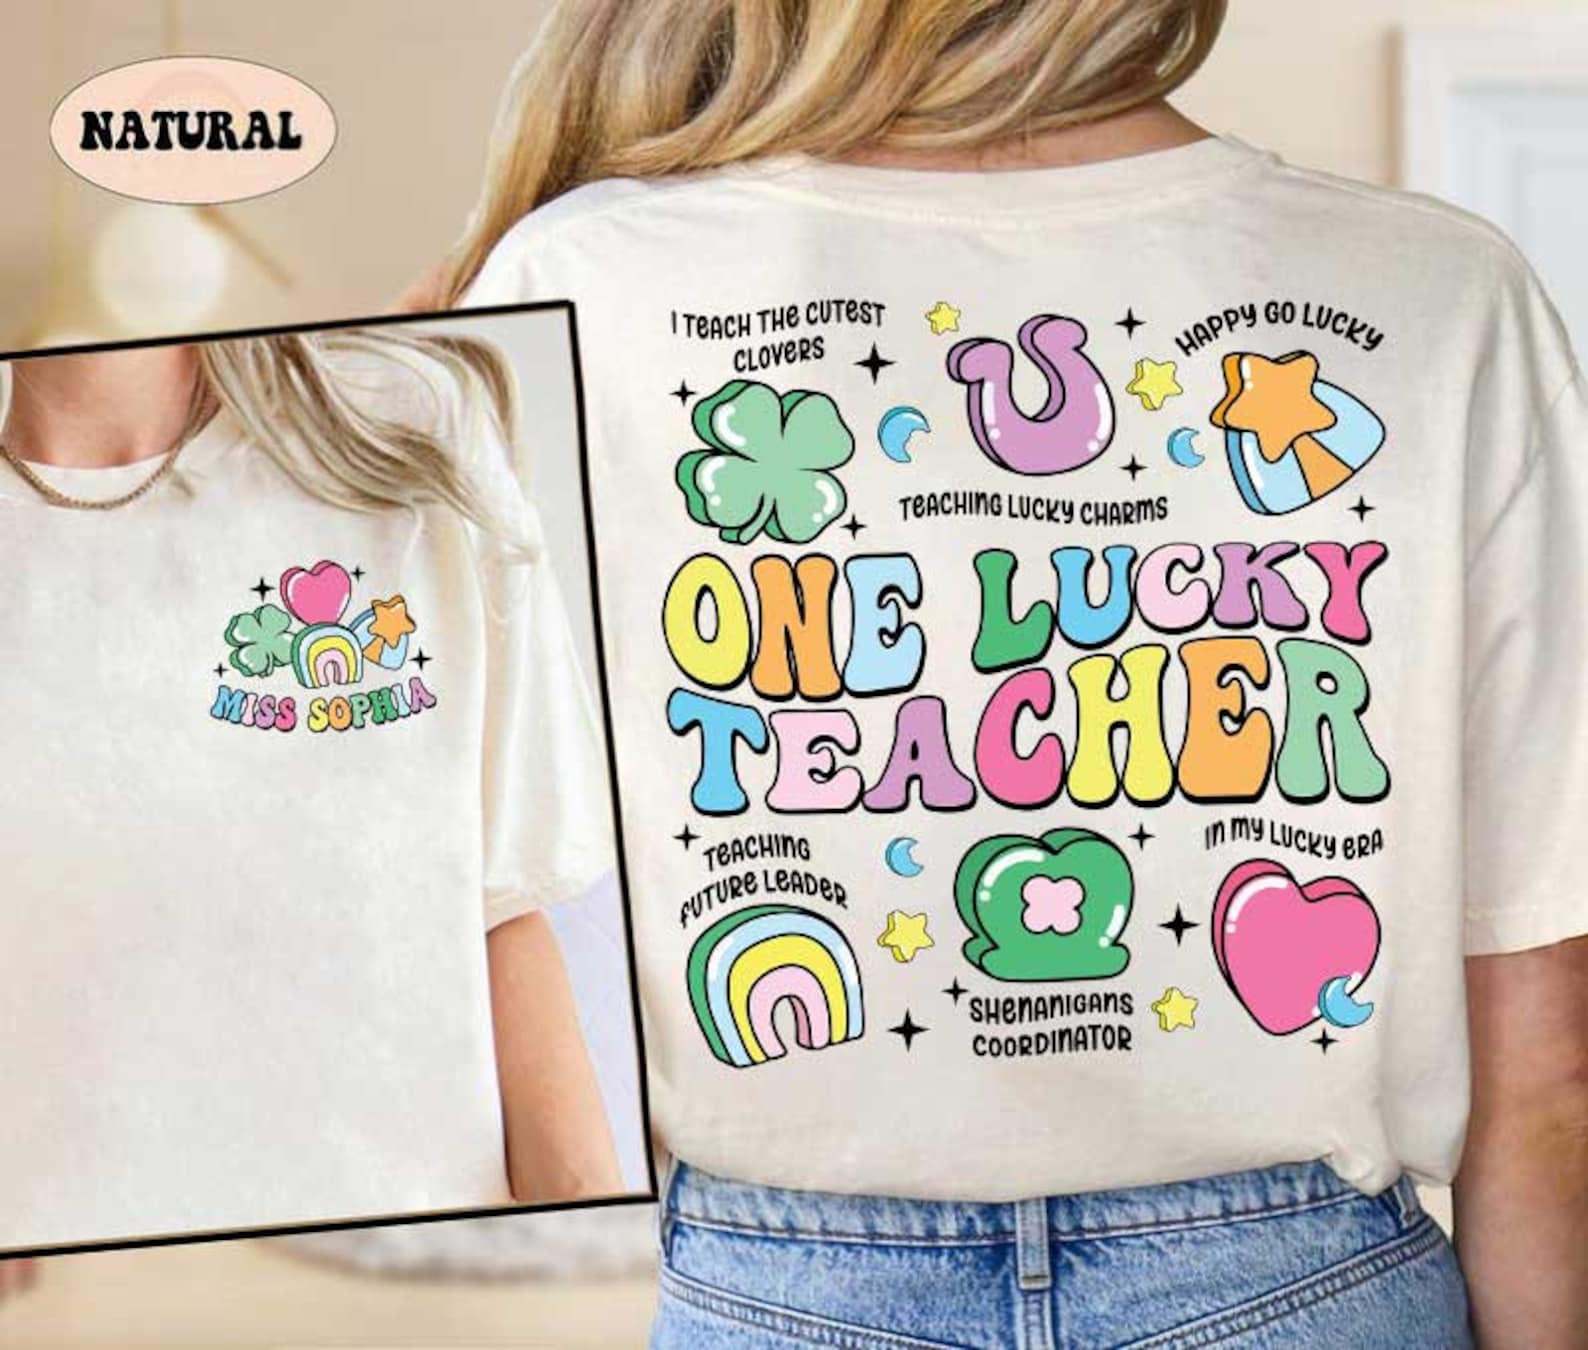 NATURAL
MISS SOPHIA
I TEACH THE CUTEST
CLOVERS
HAPPY GO LUCKY
TEACHING LUCKY CHARMS
ONE LUCKY
TEACHER
TEACHING
FUTURE LEADER
IN MY LUCKY ERA
SHENANIGANS
COORDINATOR